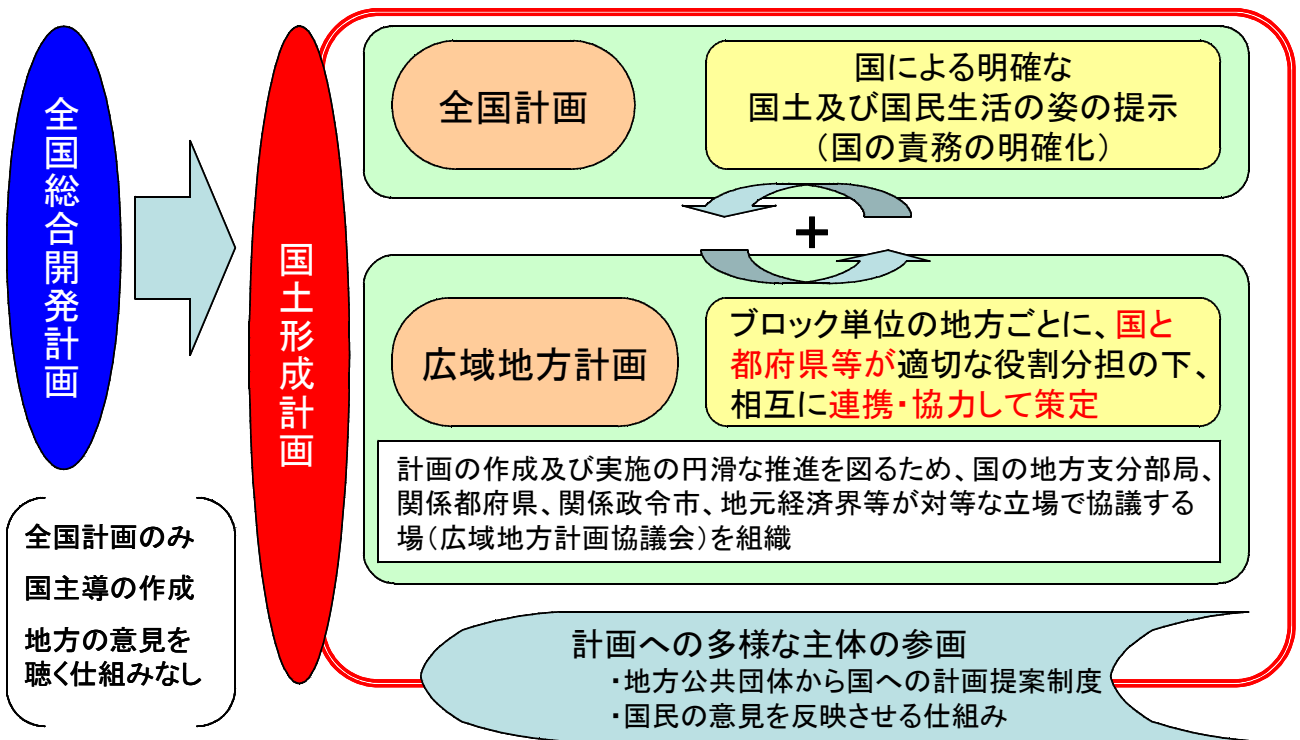 全国総合開発計画
全国計画のみ
国主導の作成
地方の意見を
聴く仕組みなし
国土形成計画
全国計画
国による明確な
国土及び国民生活の姿の提示
（国の責務の明確化）
+
広域地方計画
ブロック単位の地方ごとに、国と
都府県等が適切な役割分担の下、
相互に連携・協力して策定
計画の作成及び実施の円滑な推進を図るため、国の地方支分部局、
関係都府県、関係政令市、地元経済界等が対等な立場で協議する
場（広域地方計画協議会）を組織
計画への多様な主体の参画
・地方公共団体から国への計画提案制度
・国民の意見を反映させる仕組み